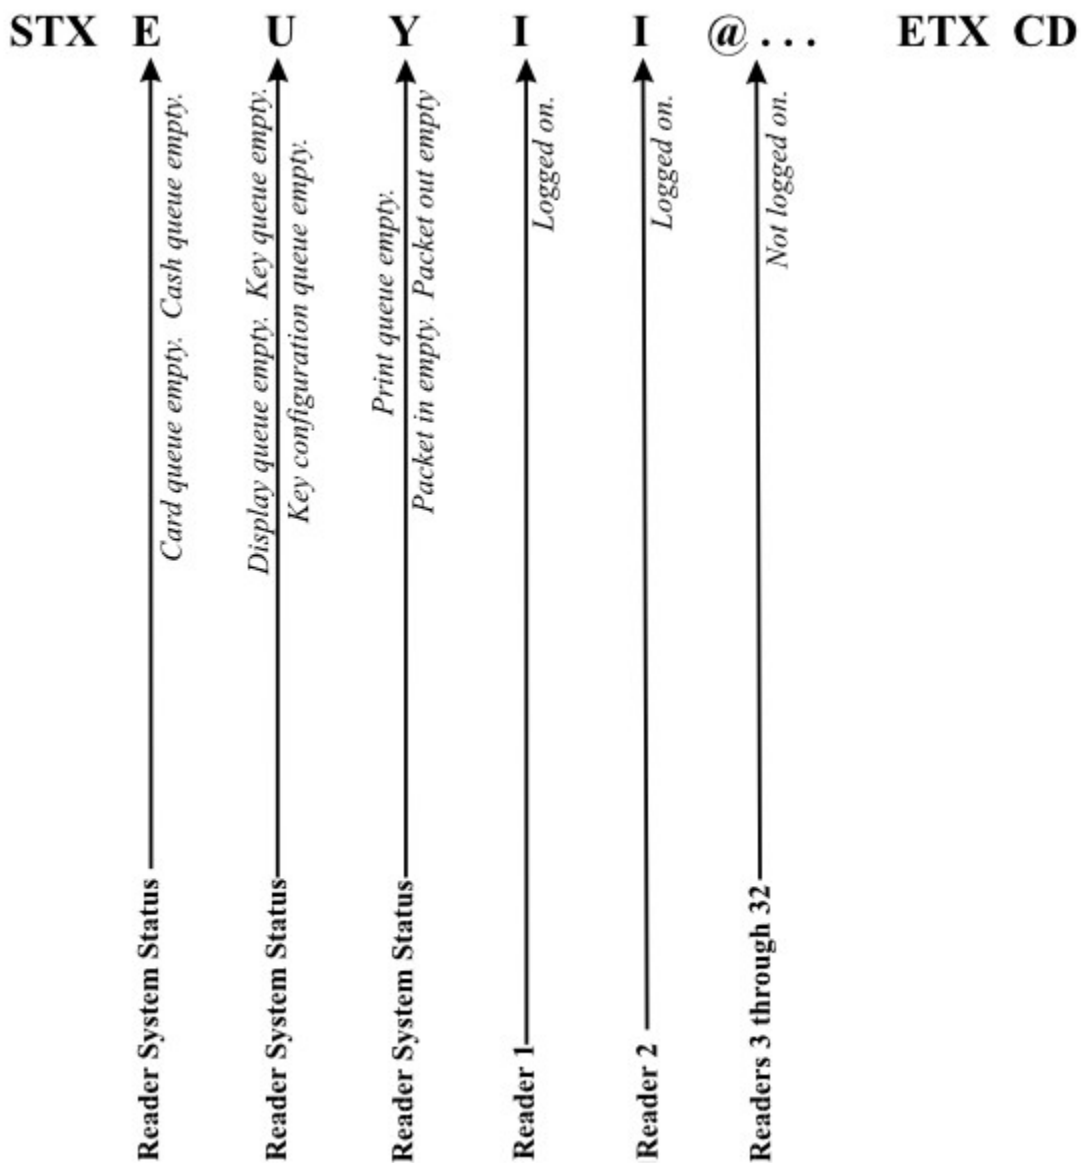 STX E U Y I I @ . . . ETX CD
Reader System Status
Card queue empty. Cash queue empty.
Reader System Status
Display queue empty. Key queue empty.
Key configuration queue empty.
Reader System Status
Print queue empty.
Packet in empty. Packet out empty
Reader 1
Logged on.
Reader 2
Logged on.
Readers 3 through 32
Not logged on.